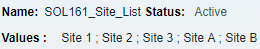 Name: SOL161_Site_List Status: Active
Values : Site 1 ; Site 2 ; Site 3 ; Site A ; Site B